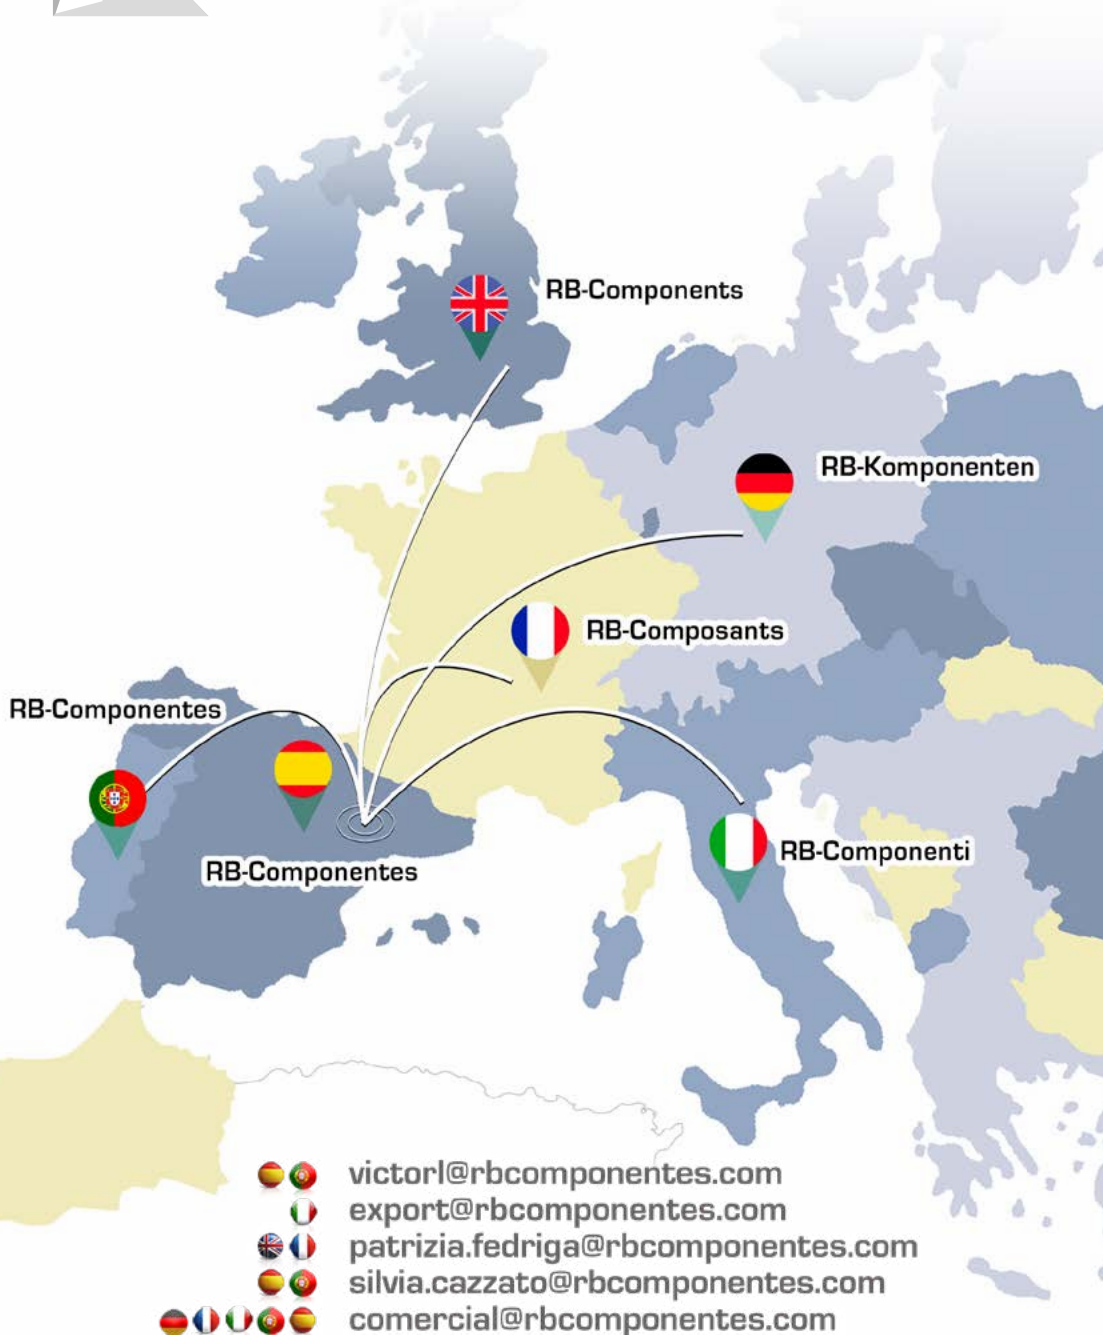 RB-Components
RB-Komponenten
RB-Composants
RB-Componentes
RB-Componenti
RB-Componentes
victorl@rbcomponentes.com
export@rbcomponentes.com
patrizia.fedriga@rbcomponentes.com
silvia.cazzato@rbcomponentes.com
comercial@rbcomponentes.com